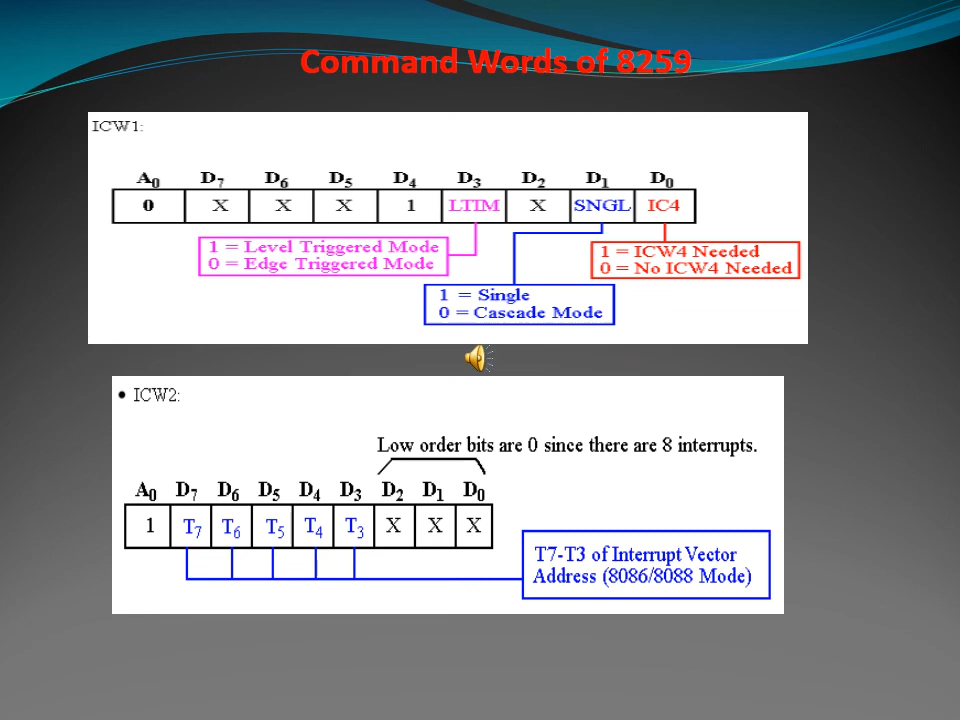 Command Words of 8259
ICW1:
A0 D7 D6 D5 D4 D3 D2 D1 D0
0 X X X 1 LTIM X SNGL IC4
1 = Level Triggered Mode
0 = Edge Triggered Mode
1 = ICW4 Needed
0 = No ICW4 Needed
1 = Single
0 = Cascade Mode
• ICW2:
Low order bits are 0 since there are 8 interrupts.
A0 D7 D6 D5 D4 D3 D2 D1 D0
1 T7 T6 T5 T4 T3 X X X
T7-T3 of Interrupt Vector
Address (8086/8088 Mode)